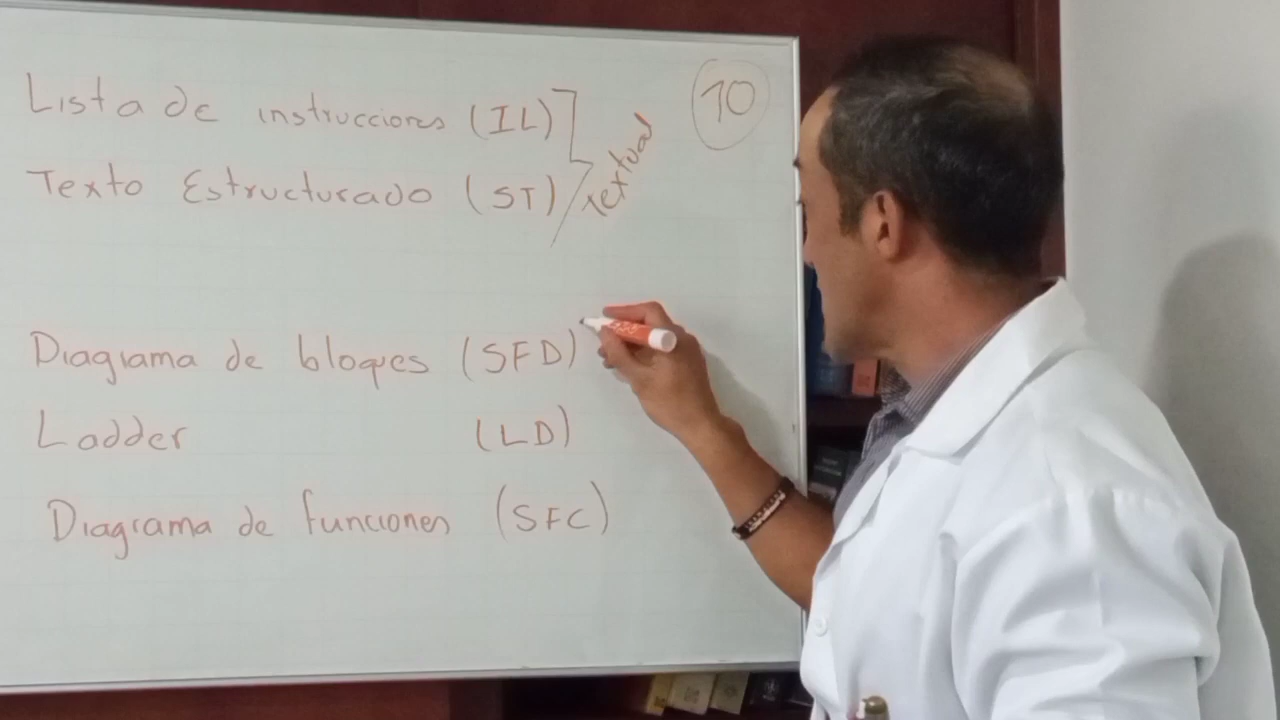 Lista de instrucciones (IL)
10
Texto Estructurado (ST)
Textual
Diagrama de bloques (SFD)
Ladder (LD)
Diagrama de funciones (SFC)